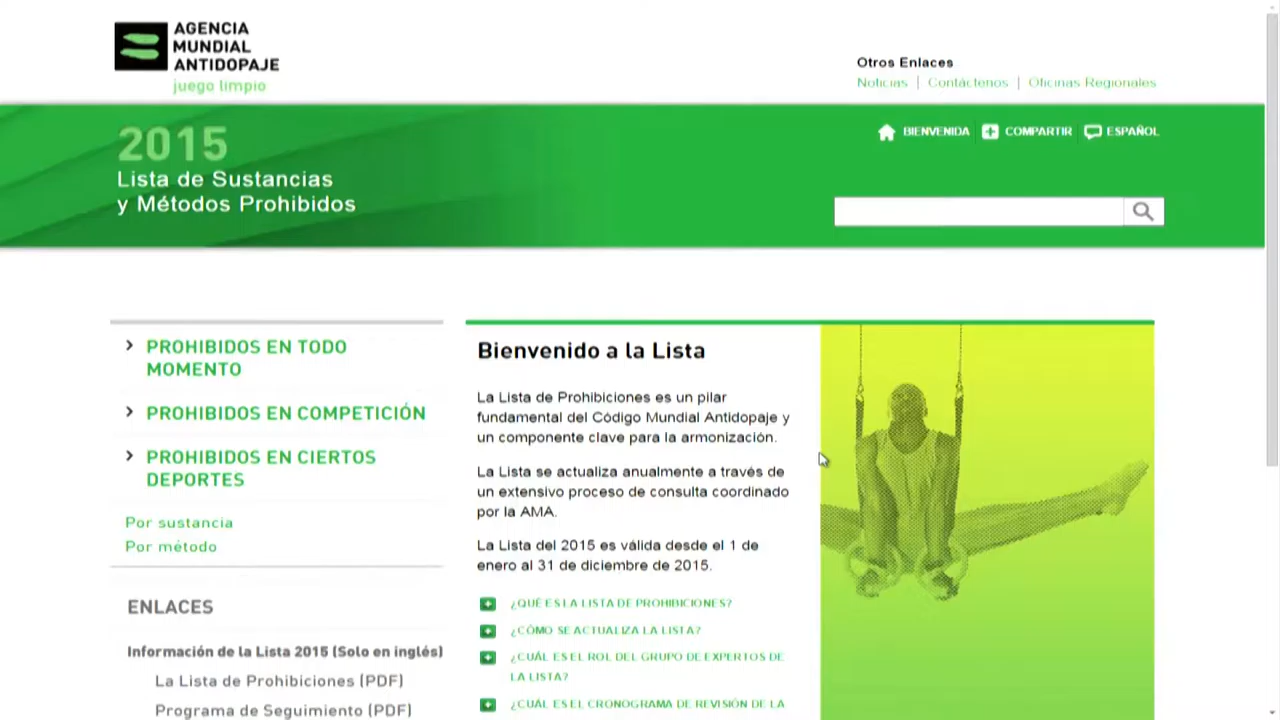 AGENCIA
MUNDIAL
ANTIDOPAJE
juego limpio
Otros Enlaces
Noticias | Contáctenos | Oficinas Regionales
2015
Lista de Sustancias
y Métodos Prohibidos
BIENVENIDA COMPARTIR ESPAÑOL
PROHIBIDOS EN TODO
MOMENTO
PROHIBIDOS EN COMPETICIÓN
PROHIBIDOS EN CIERTOS
DEPORTES
Por sustancia
Por método
ENLACES
Información de la Lista 2015 (Solo en inglés)
La Lista de Prohibiciones (PDF)
Programa de Seguimiento (PDF)
Bienvenido a la Lista
La Lista de Prohibiciones es un pilar
fundamental del Código Mundial Antidopaje y
un componente clave para la armonización.
La Lista se actualiza anualmente a través de
un extensivo proceso de consulta coordinado
por la AMA.
La Lista del 2015 es válida desde el 1 de
enero al 31 de diciembre de 2015.
¿QUÉ ES LA LISTA DE PROHIBICIONES?
¿CÓMO SE ACTUALIZA LA LISTA?
¿CUÁL ES EL ROL DEL GRUPO DE EXPERTOS DE
LA LISTA?
¿CUÁL ES EL CRONOGRAMA DE REVISIÓN DE LA